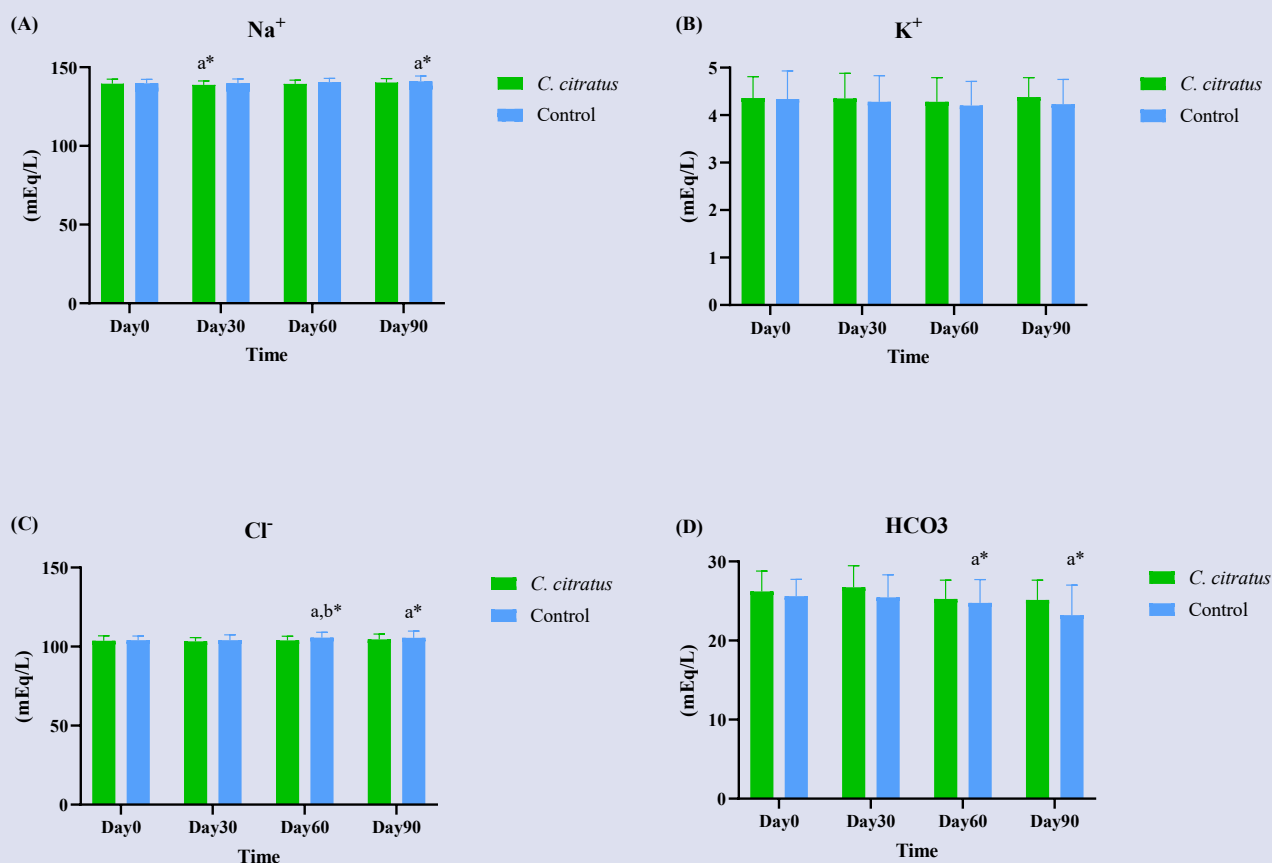 (A)
Na+
a*
a*
150
100
50
0
(mEq/L)
Day0 Day30 Day60 Day90
Time
C. citratus
Control
(B)
K+
5
4
3
2
1
0
(mEq/L)
Day0 Day30 Day60 Day90
Time
C. citratus
Control
(C)
Cl-
a,b*
a*
150
100
50
0
(mEq/L)
Day0 Day30 Day60 Day90
Time
C. citratus
Control
(D)
HCO3
a*
a*
30
20
10
0
(mEq/L)
Day0 Day30 Day60 Day90
Time
C. citratus
Control